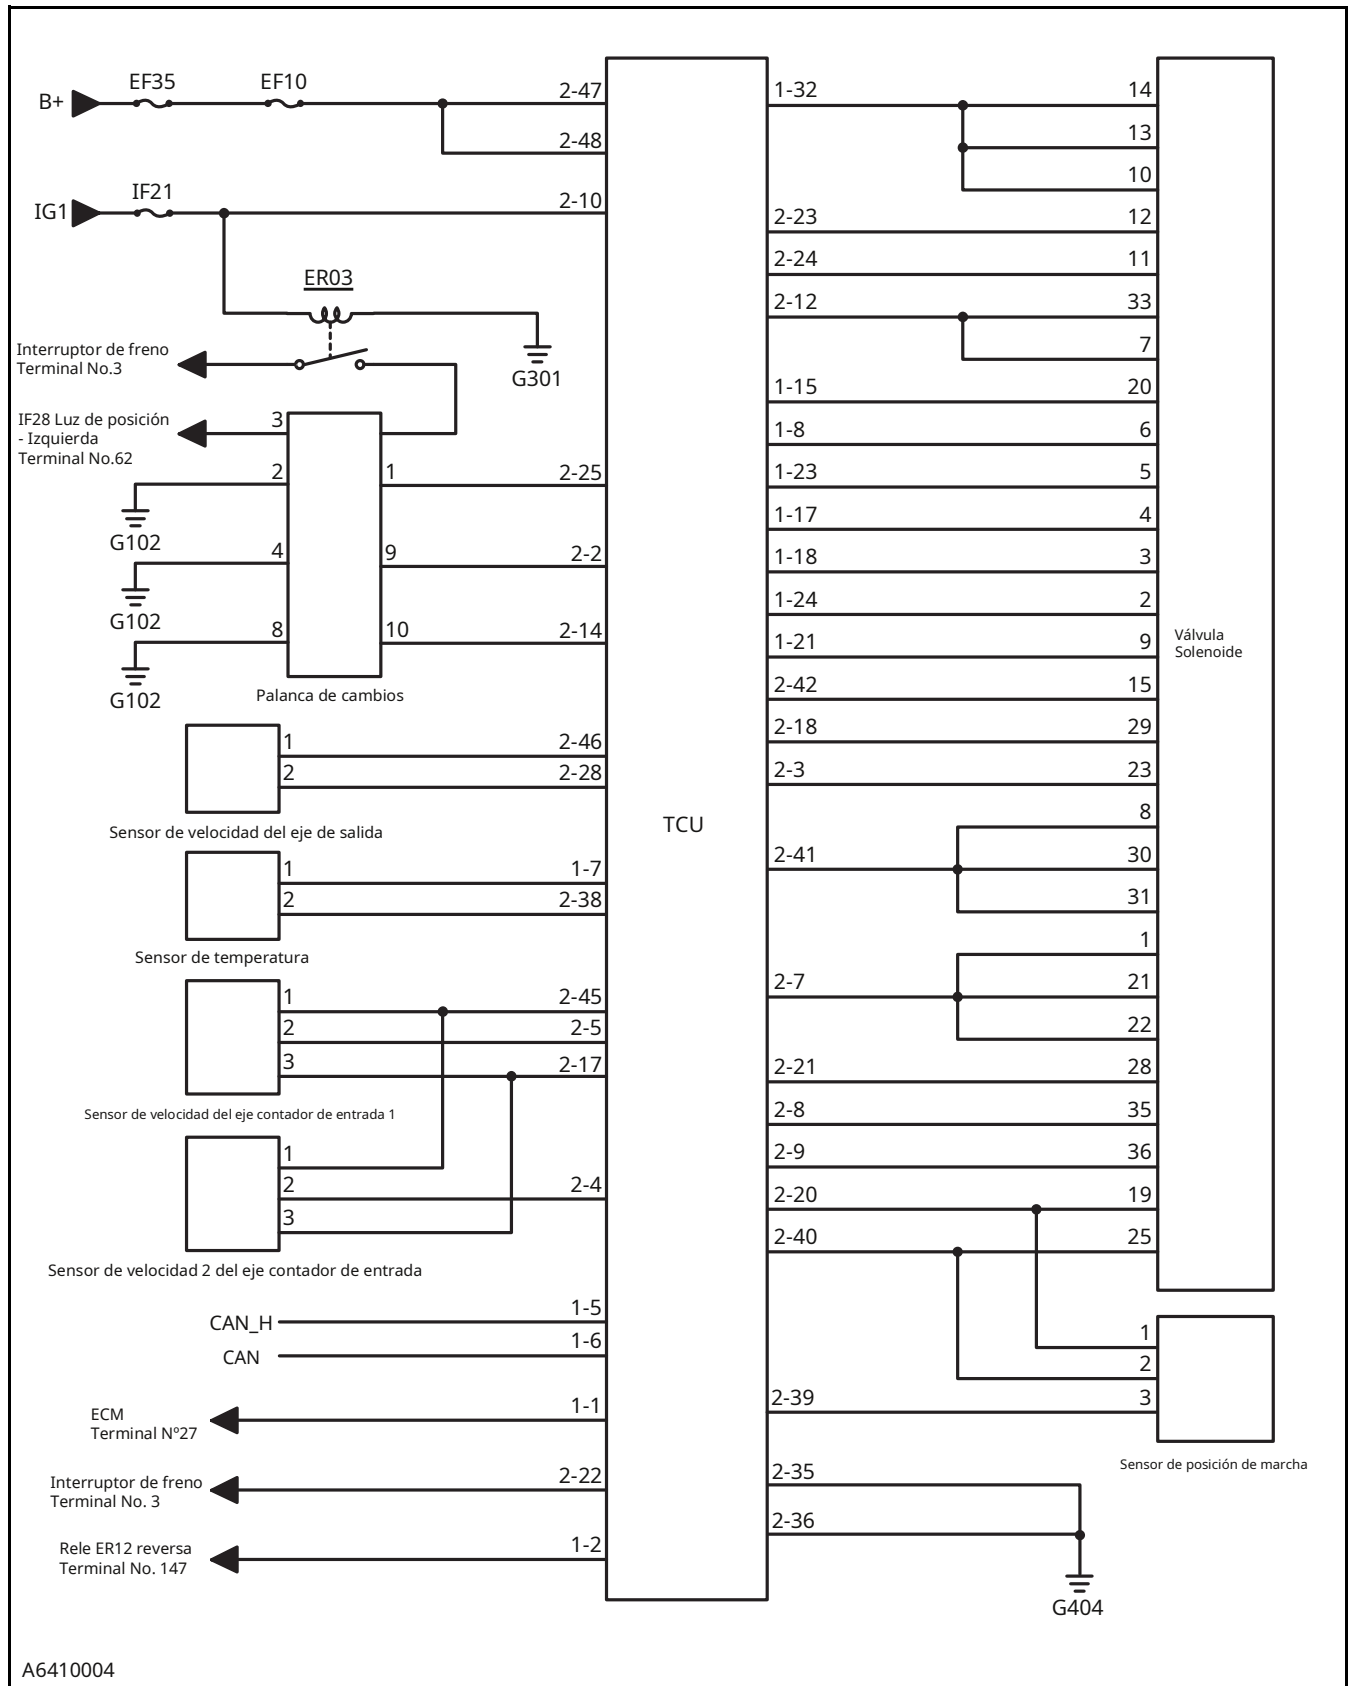 EF35
EF10
B+
2-47
2-48
IF21
IG1
2-10
ER03
G301
Interruptor de freno
Terminal No.3
IF28 Luz de posición
- Izquierda
Terminal No.62
3
2
1
2-25
G102
4
9
2-2
G102
8
10
2-14
G102
Palanca de cambios
1
2-46
2
2-28
Sensor de velocidad del eje de salida
1
1-7
2
2-38
Sensor de temperatura
1
2-45
2
2-5
3
2-17
Sensor de velocidad del eje contador de entrada 1
1
2
2-4
3
Sensor de velocidad 2 del eje contador de entrada
CAN_H
1-5
CAN
1-6
ECM
Terminal Nº27
1-1
Interruptor de freno
Terminal No. 3
2-22
Rele ER12 reversa
Terminal No. 147
1-2
TCU
1-32
14
13
10
2-23
12
2-24
11
2-12
33
7
1-15
20
1-8
6
1-23
5
1-17
4
1-18
3
1-24
2
1-21
9
2-42
15
2-18
29
2-3
23
8
2-41
30
31
1
2-7
21
22
2-21
28
2-8
35
2-9
36
2-20
19
2-40
25
Válvula
Solenoide
1
2
2-39
3
Sensor de posición de marcha
2-35
2-36
G404
A6410004